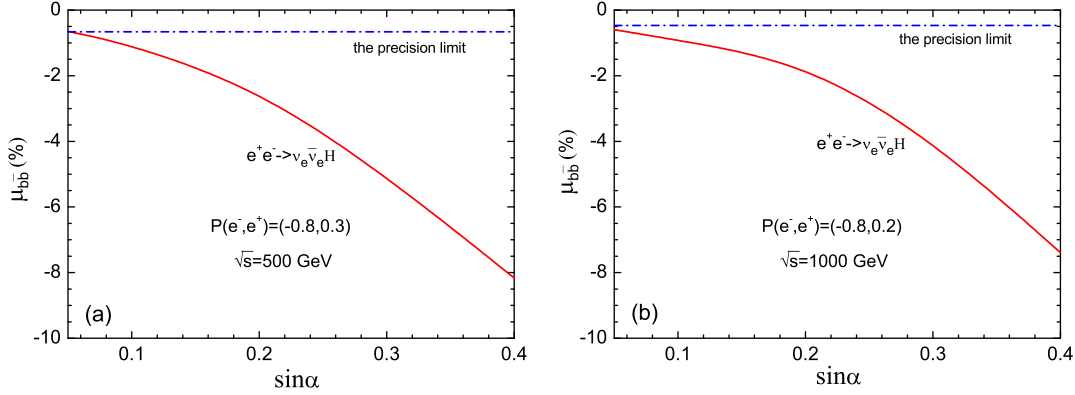 0
-2
-4
-6
-8
-10
μbb̅ (%)
the precision limit
e⁺e⁻->νₑν̅ₑH
P(e⁻,e⁺)=(-0.8,0.3)
√s=500 GeV
(a)
0.1 0.2 0.3 0.4
sinα
0
-2
-4
-6
-8
-10
μbb̅ (%)
the precision limit
e⁺e⁻->νₑν̅ₑH
P(e⁻,e⁺)=(-0.8,0.2)
√s=1000 GeV
(b)
0.1 0.2 0.3 0.4
sinα